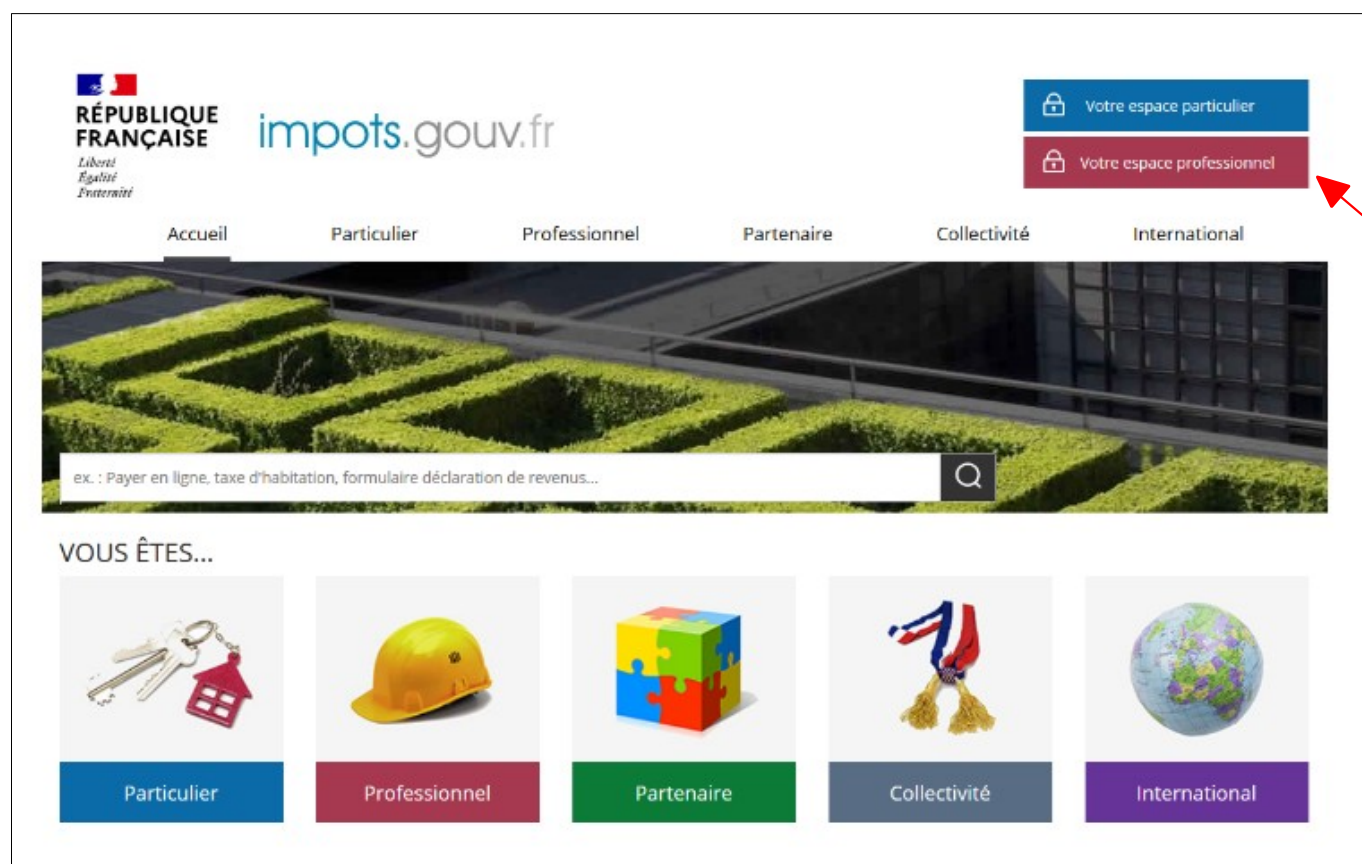 RÉPUBLIQUE
FRANÇAISE
Liberté
Égalité
Fraternité
impots.gouv.fr
Votre espace particulier
Votre espace professionnel
Accueil Particulier Professionnel Partenaire Collectivité International
ex. : Payer en ligne, taxe d'habitation, formulaire déclaration de revenus...
VOUS ÊTES...
Particulier Professionnel Partenaire Collectivité International